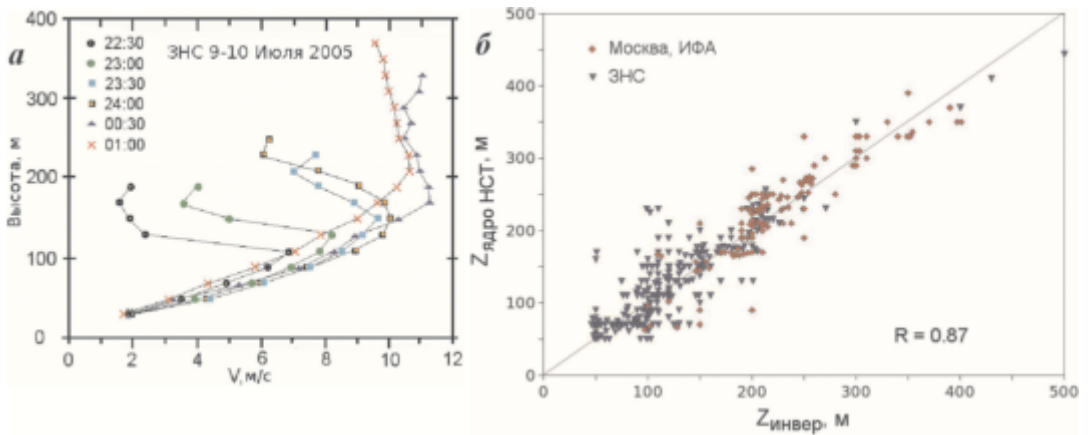 а
ЗНС 9-10 Июля 2005
22:30
23:00
23:30
24:00
00:30
01:00
Высота, м
400
300
200
100
0
0 2 4 6 8 10 12
V, м/с
б
Москва, ИФА
ЗНС
Zядро НСТ, м
500
400
300
200
100
0
R = 0.87
0 100 200 300 400 500
Zинвер, м